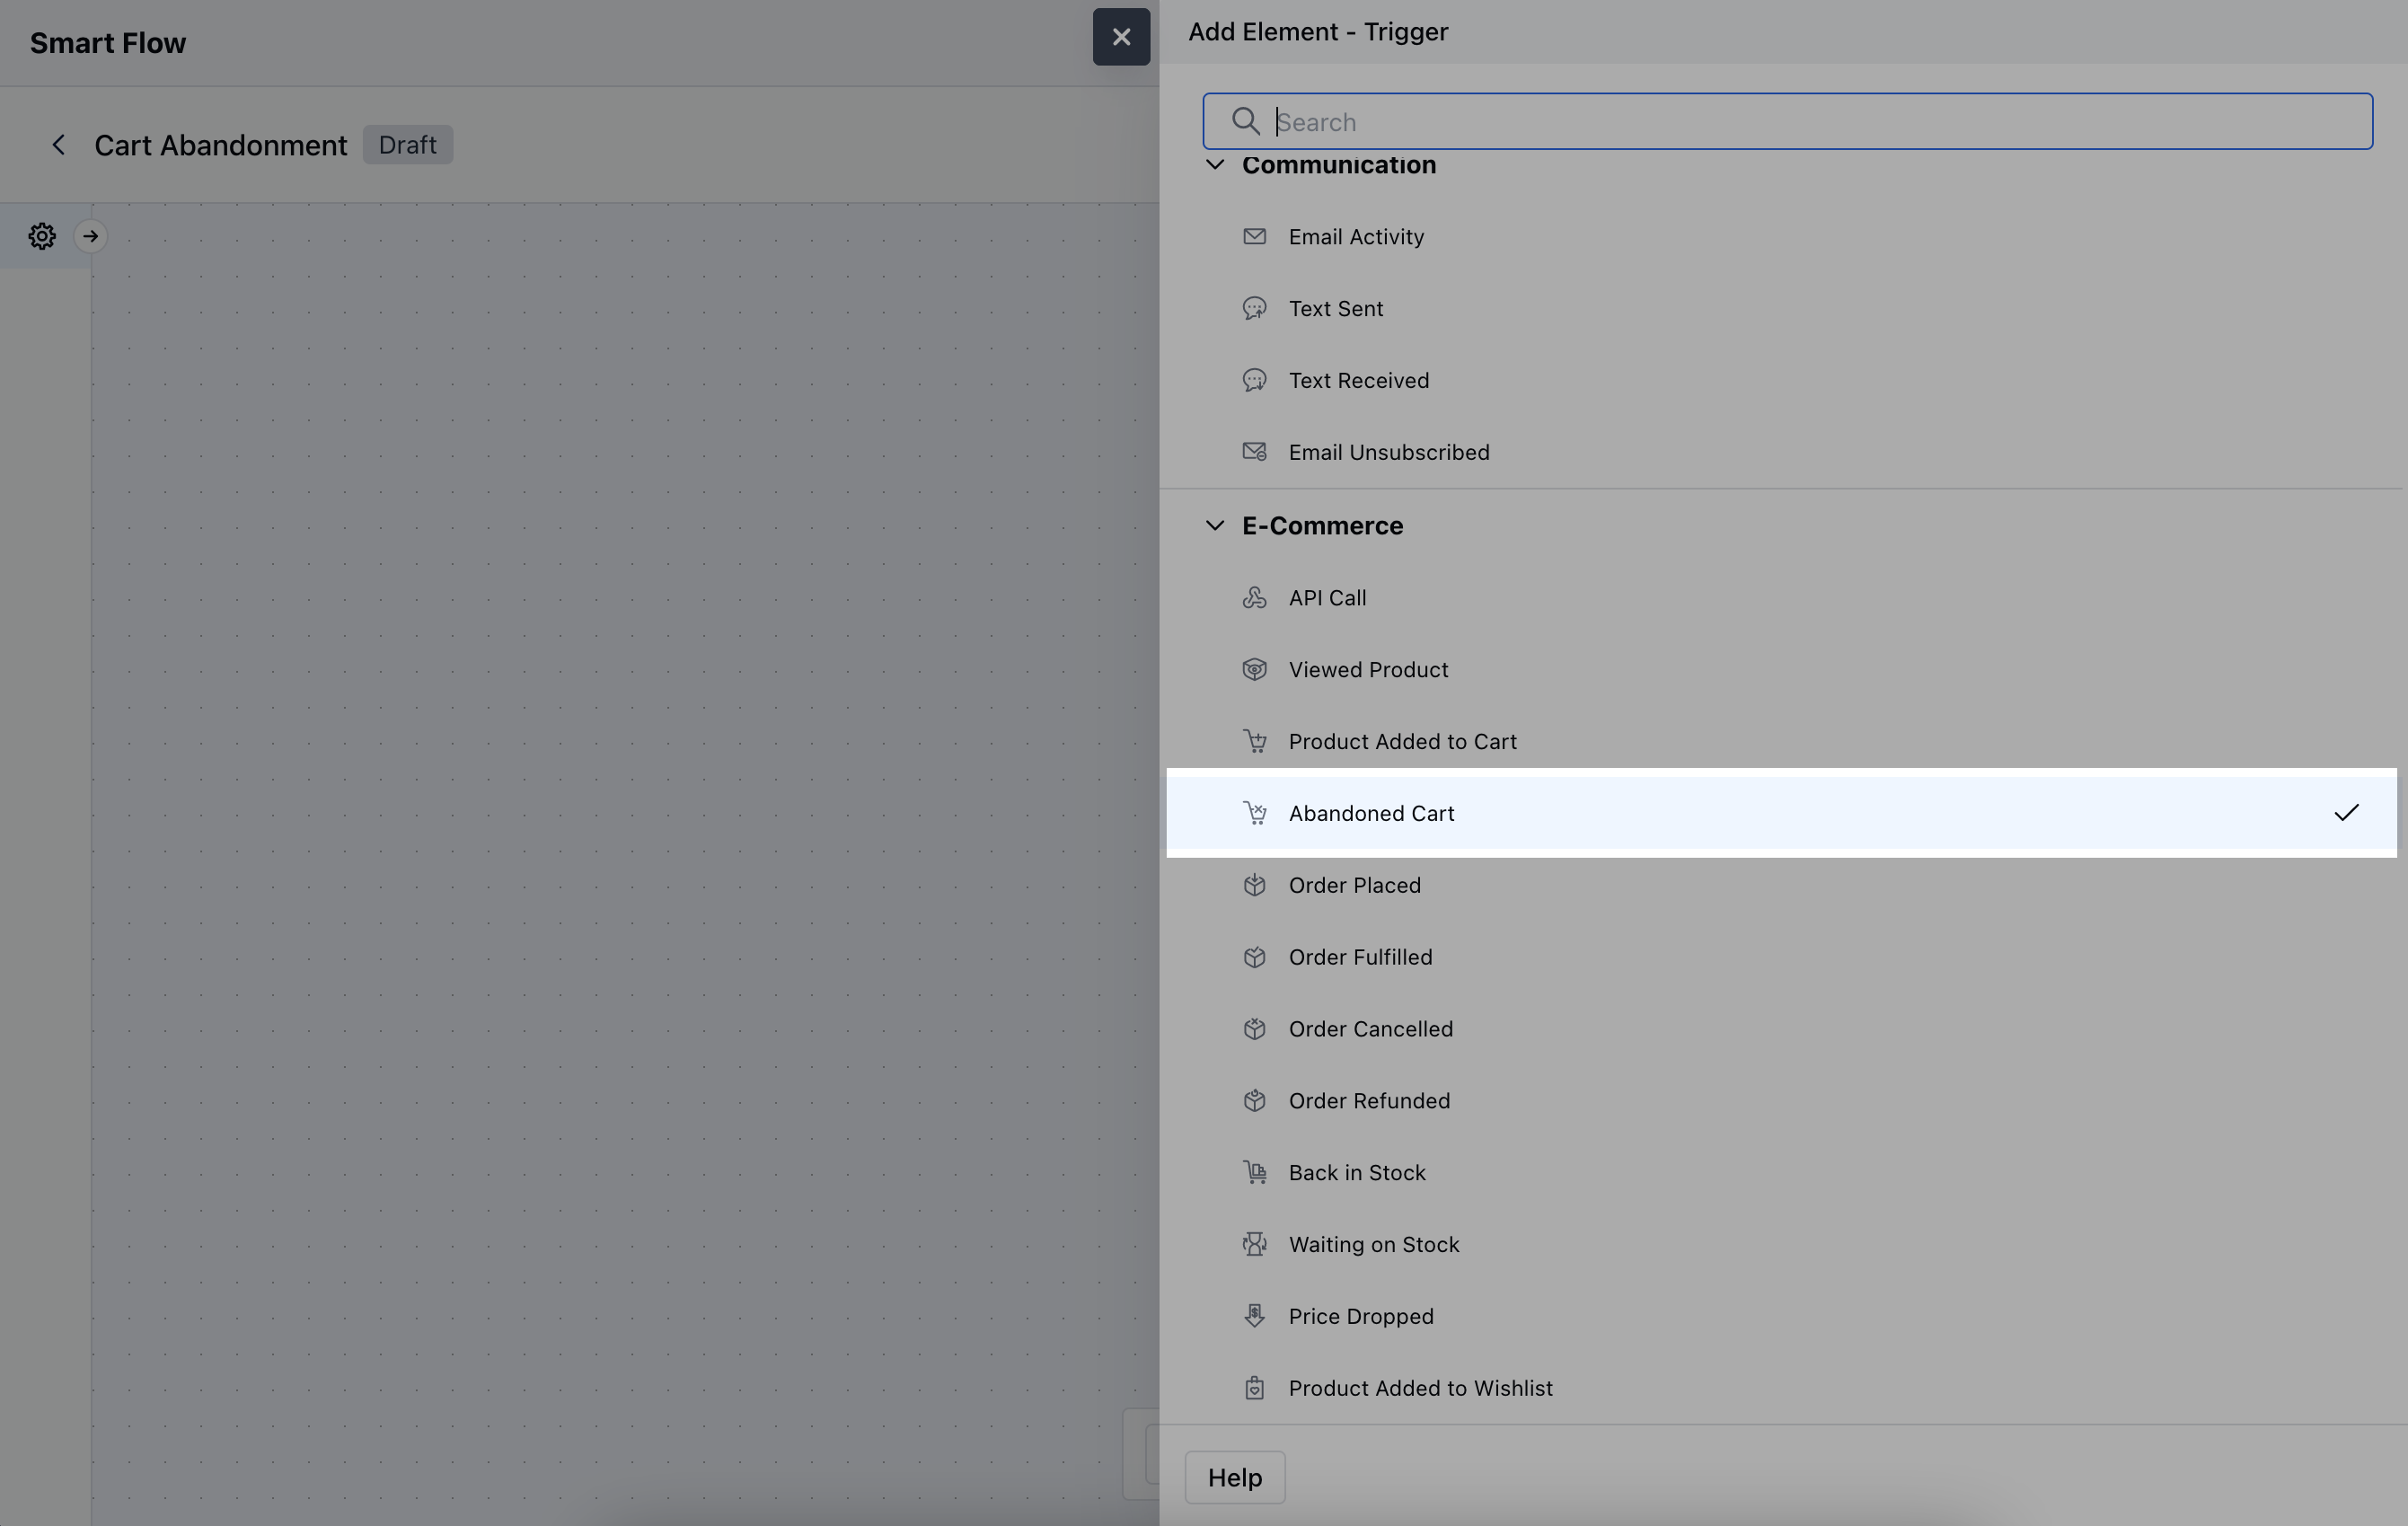 Smart Flow
Cart Abandonment
Draft
Add Element - Trigger
Search
Communication
Email Activity
Text Sent
Text Received
Email Unsubscribed
E-Commerce
API Call
Viewed Product
Product Added to Cart
Abandoned Cart
Order Placed
Order Fulfilled
Order Cancelled
Order Refunded
Back in Stock
Waiting on Stock
Price Dropped
Product Added to Wishlist
Help